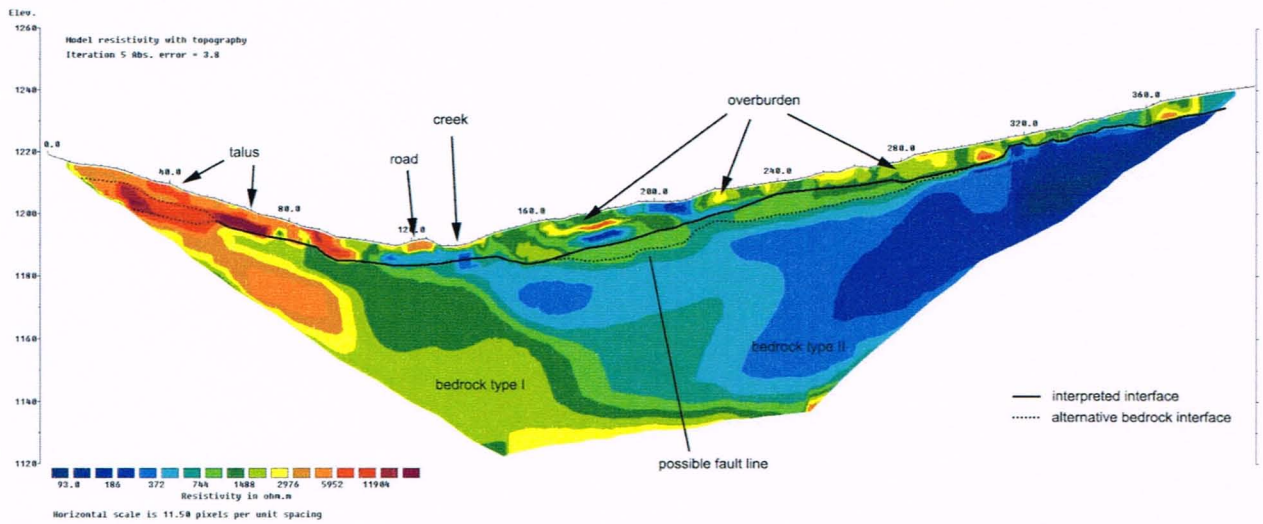 Elev.
1260
Model resistivity with topography
Iteration 5 Abs. error = 3.8
1240
overburden
360.0
creek
320.0
1220
0.0
talus
road
280.0
40.0
240.0
200.0
1200
80.0
160.0
120.0
1180
1160
bedrock type II
bedrock type I
1140
interpreted interface
alternative bedrock interface
possible fault line
1120
93.0 186 372 744 1488 2976 5952 11904
Resistivity in ohm.m
Horizontal scale is 11.50 pixels per unit spacing